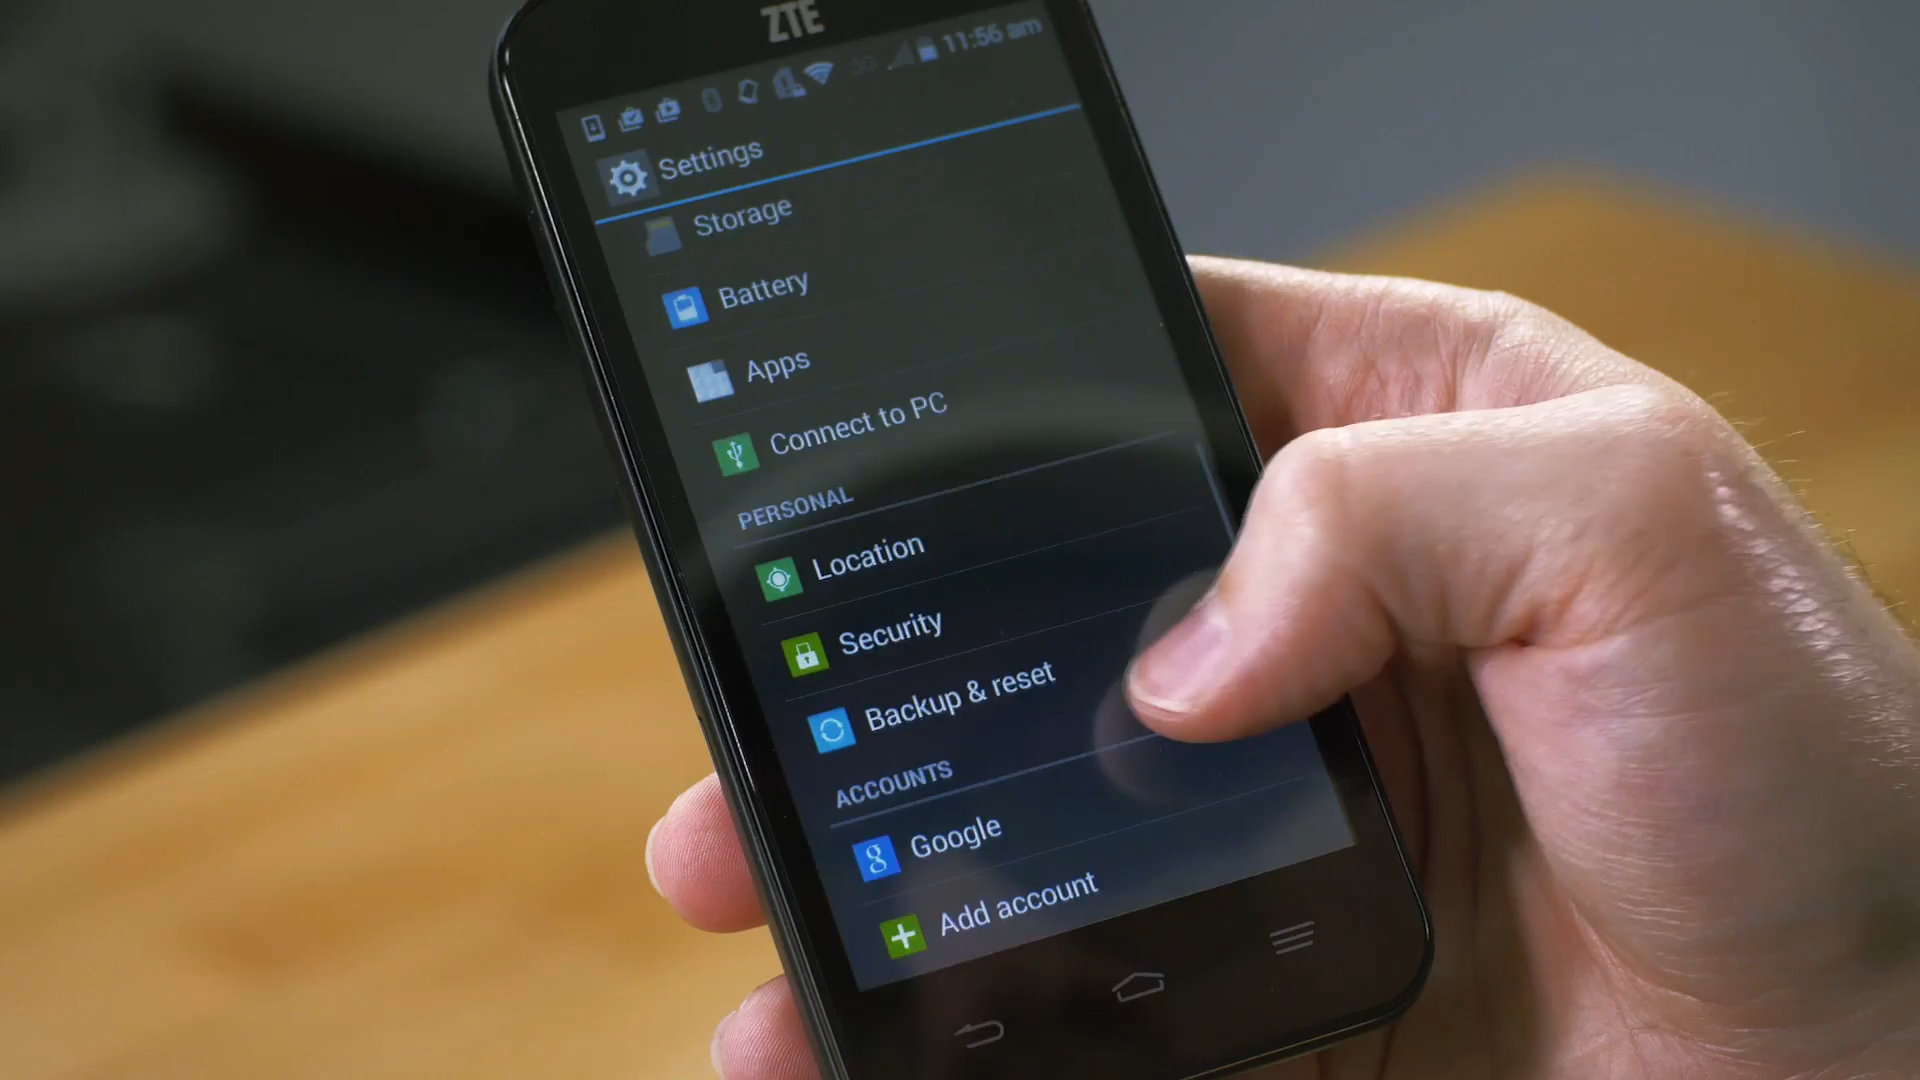 ZTE
3G 11:56 am
Settings
Storage
Battery
Apps
Connect to PC
PERSONAL
Location
Security
Backup & reset
ACCOUNTS
Google
Add account